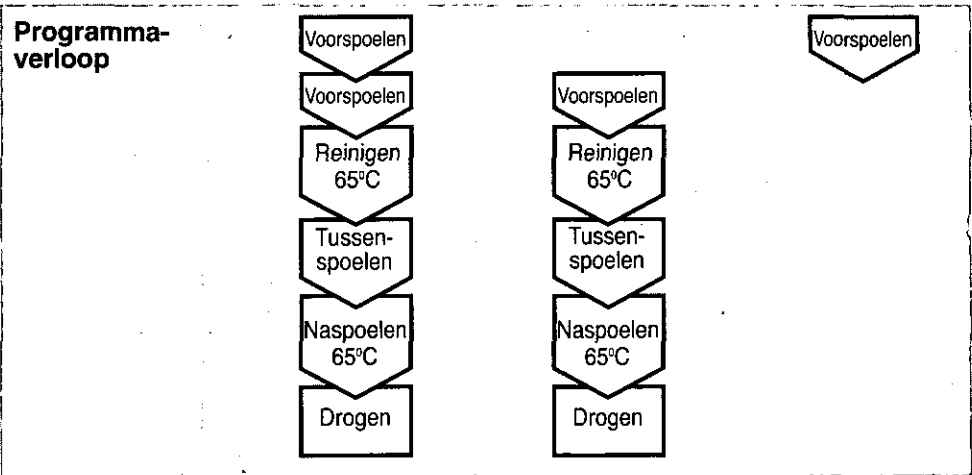 Programma-
verloop
Voorspoelen
Voorspoelen
Reinigen
65°C
Tussen-
spoelen
Naspoelen
65°C
Drogen
Voorspoelen
Reinigen
65°C
Tussen-
spoelen
Naspoelen
65°C
Drogen
Voorspoelen